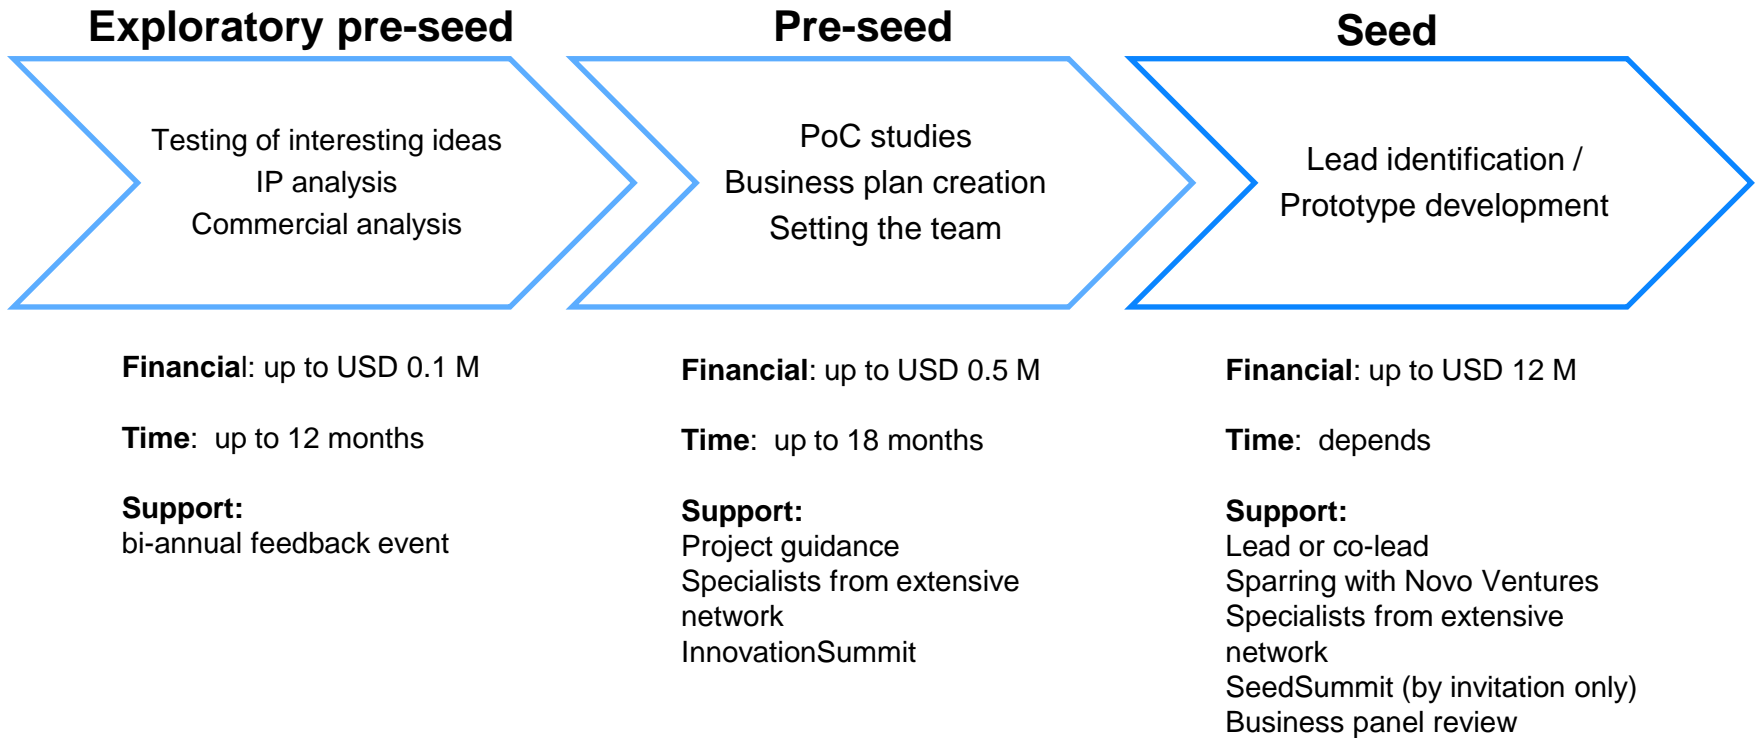 Exploratory pre-seed
Testing of interesting ideas
IP analysis
Commercial analysis
Financial: up to USD 0.1 M
Time:  up to 12 months
Support:
bi-annual feedback event
Pre-seed
PoC studies
Business plan creation
Setting the team
Financial: up to USD 0.5 M
Time:  up to 18 months
Support:
Project guidance
Specialists from extensive
network
InnovationSummit
Seed
Lead identification /
Prototype development
Financial: up to USD 12 M
Time:  depends
Support:
Lead or co-lead
Sparring with Novo Ventures
Specialists from extensive
network
SeedSummit (by invitation only)
Business panel review